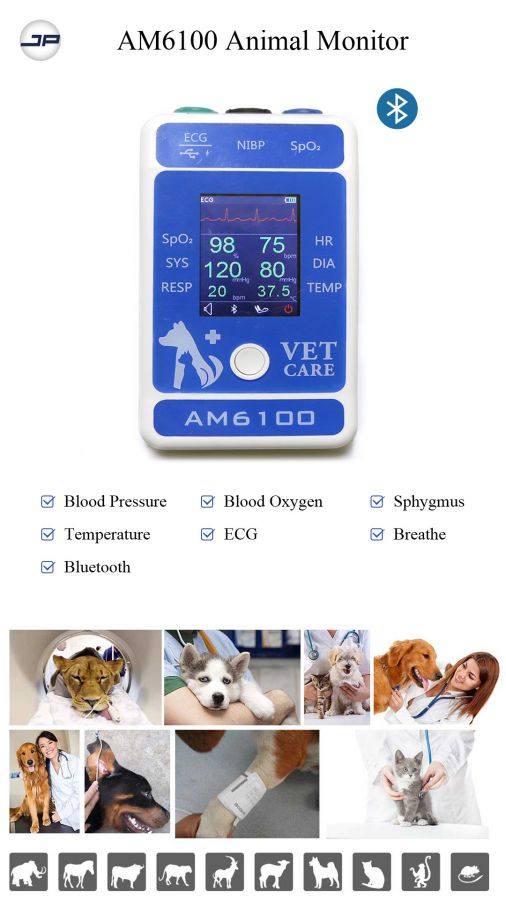 JP
AM6100 Animal Monitor
ECG
NIBP
SpO₂
ECG
SpO₂ 98 % 75 bpm HR
SYS 120 mmHg 80 mmHg DIA
RESP 20 bpm 37.5 °C TEMP
VET
CARE
AM6100
Blood Pressure
Blood Oxygen
Sphygmus
Temperature
ECG
Breathe
Bluetooth